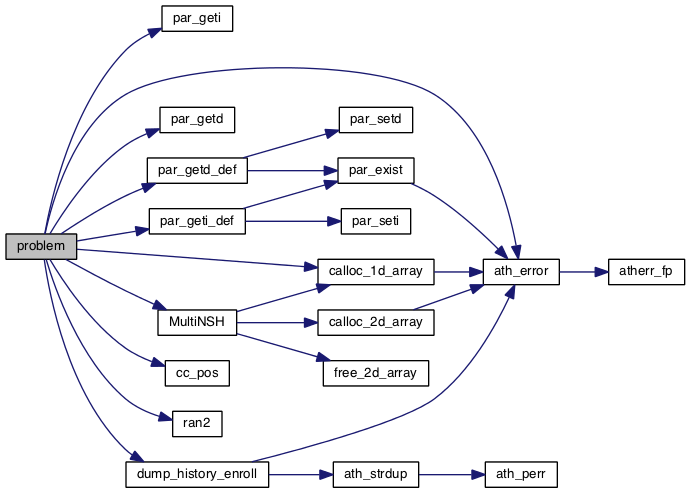 par_geti
par_getd
par_setd
par_getd_def
par_exist
par_geti_def
par_seti
problem
calloc_1d_array
ath_error
atherr_fp
MultiNSH
calloc_2d_array
cc_pos
free_2d_array
ran2
dump_history_enroll
ath_strdup
ath_perr